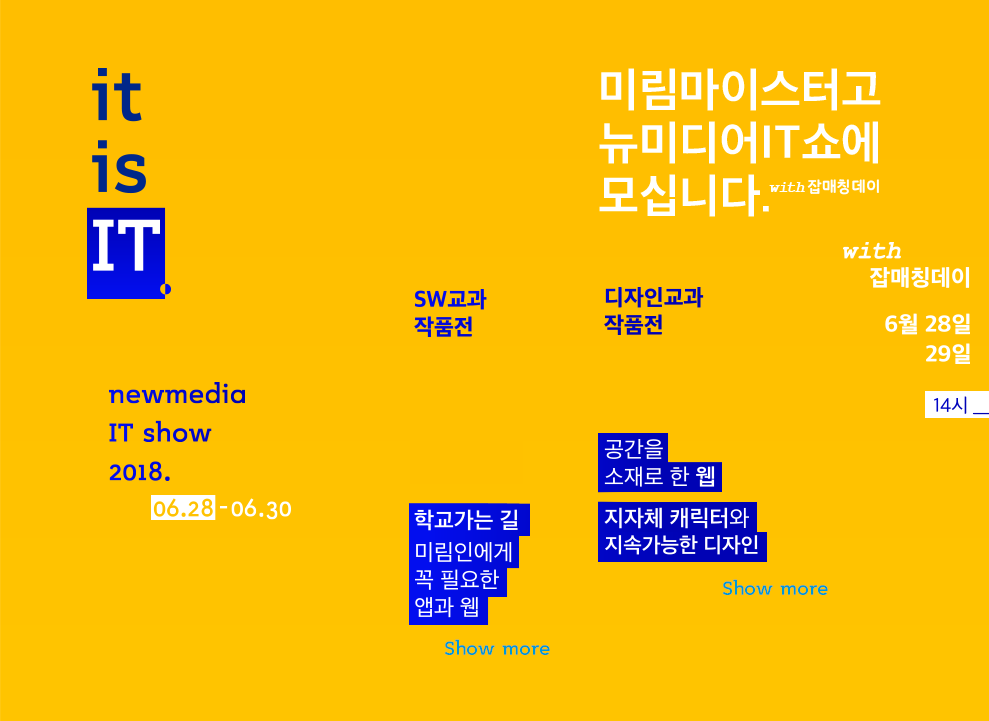 it
is
IT.
newmedia
IT show
2018.
06.28-06.30
미림마이스터고
뉴미디어IT쇼에
모십니다. with 잡매칭데이
with
잡매칭데이
6월 28일
29일
14시 _
SW교과
작품전
학교가는 길
미림인에게
꼭 필요한
앱과 웹
Show more
디자인교과
작품전
공간을
소재로 한 웹
지자체 캐릭터와
지속가능한 디자인
Show more